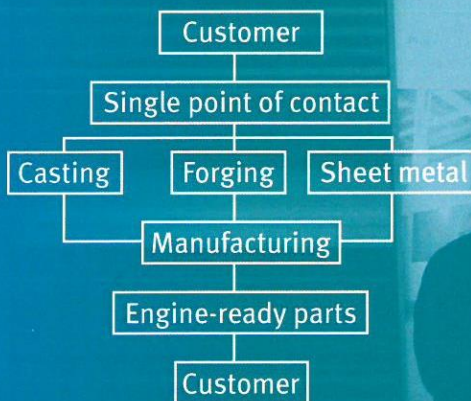 Customer
Single point of contact
Casting Forging Sheet metal
Manufacturing
Engine-ready parts
Customer